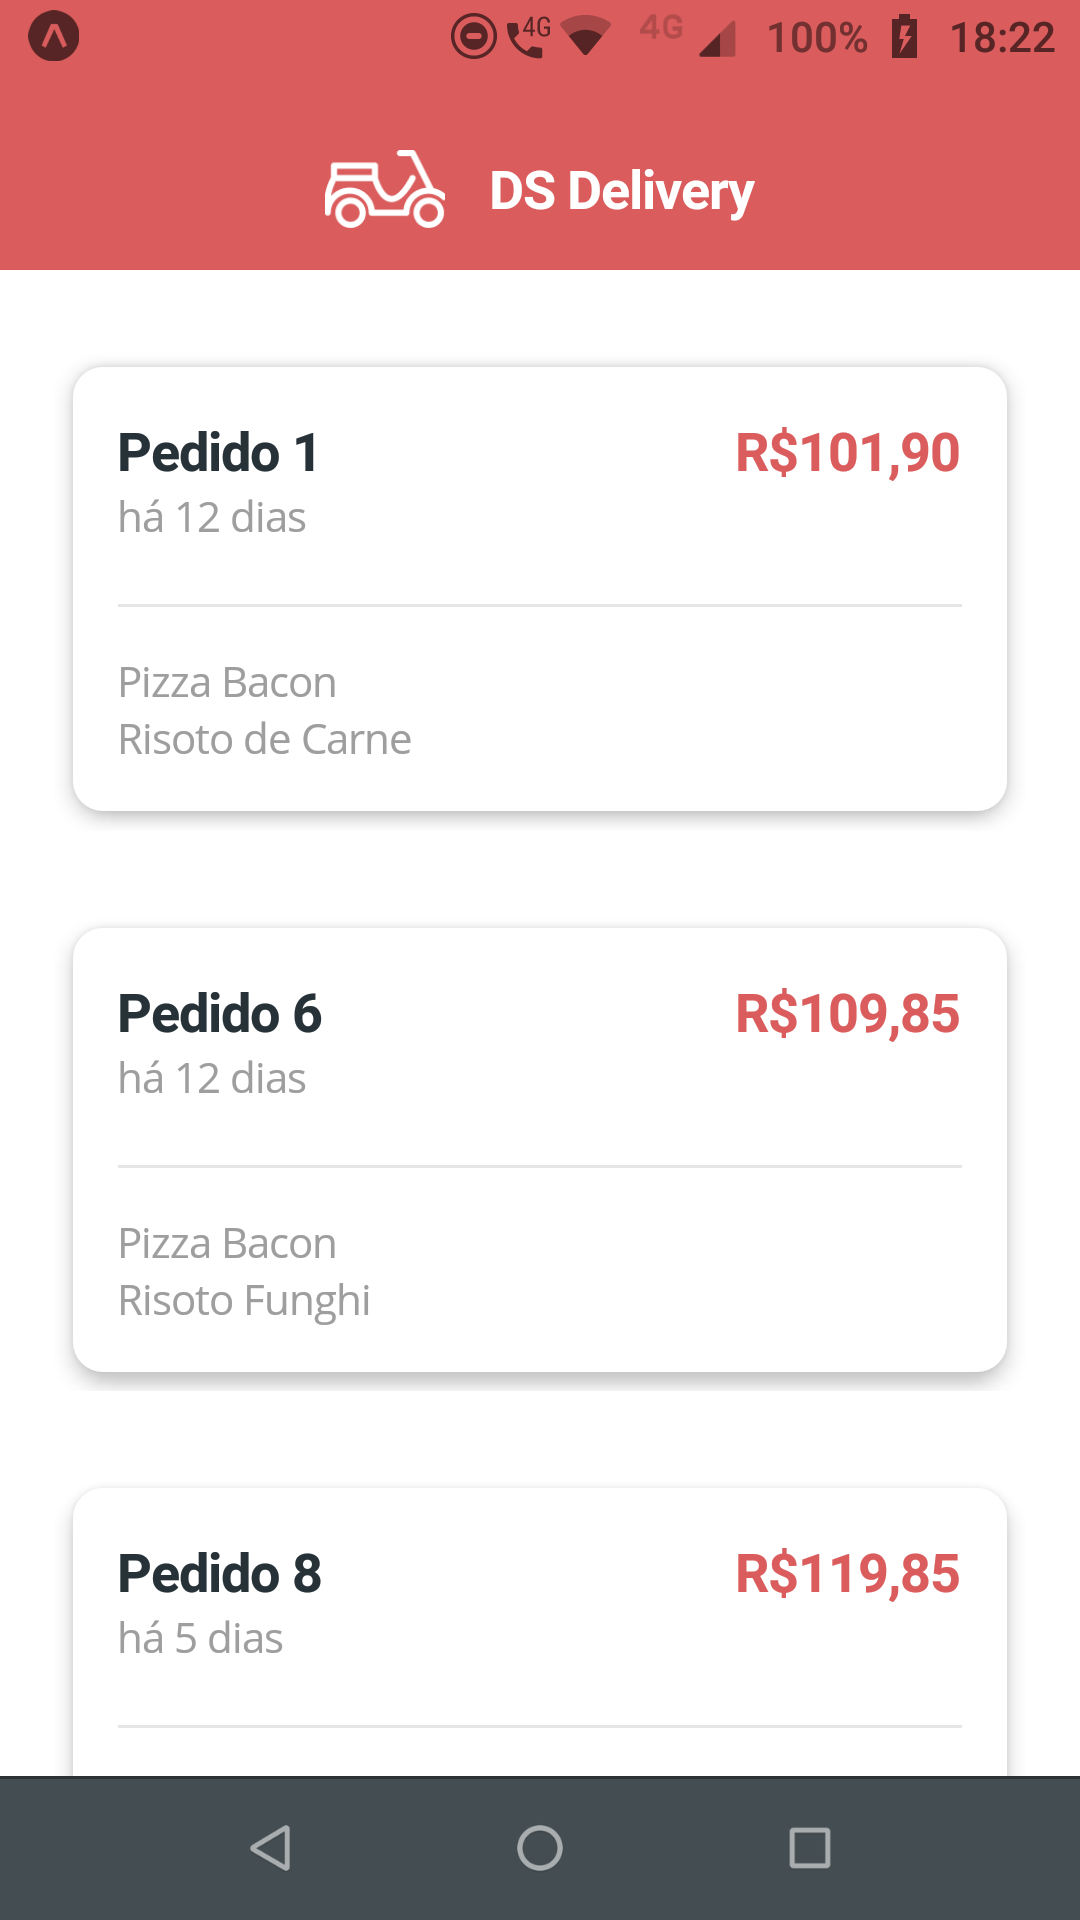 4G 4G 100% 18:22
DS Delivery
Pedido 1 R$101,90
há 12 dias
Pizza Bacon
Risoto de Carne
Pedido 6 R$109,85
há 12 dias
Pizza Bacon
Risoto Funghi
Pedido 8 R$119,85
há 5 dias